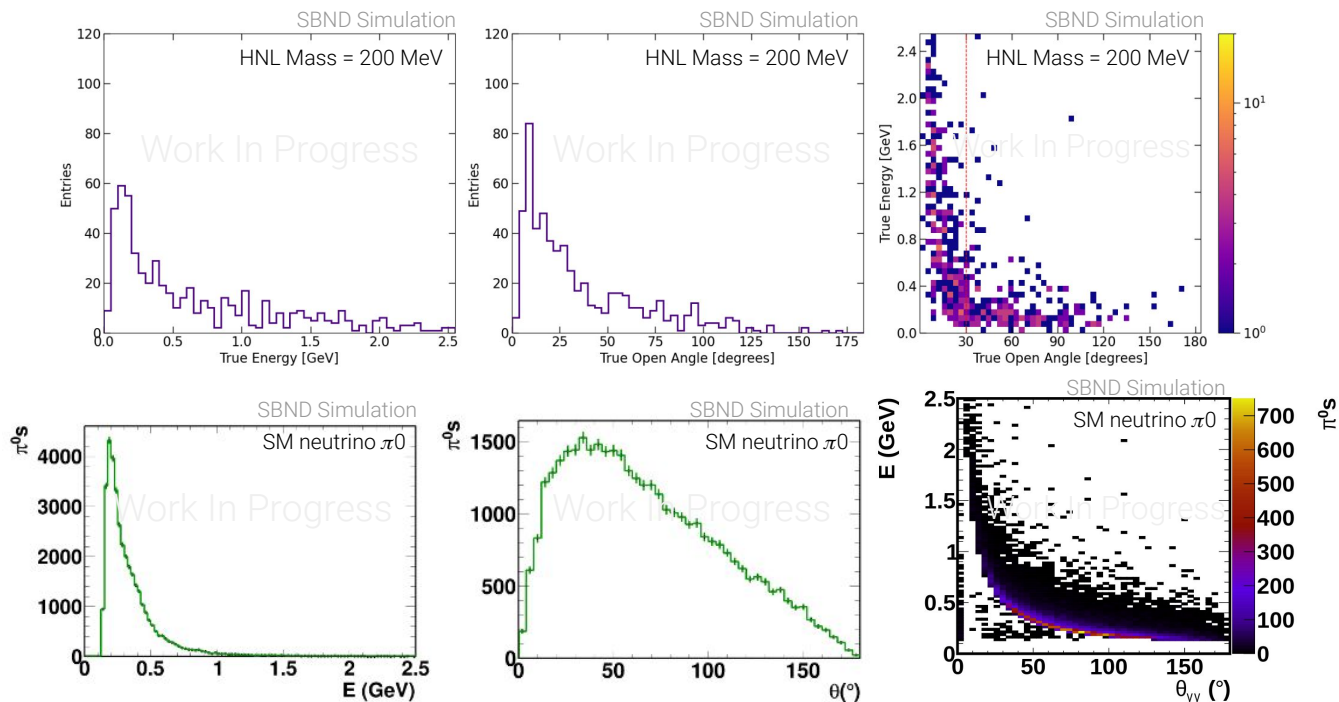 SBND Simulation
HNL Mass = 200 MeV
Work In Progress
Entries
120
100
80
60
40
20
0
0.0 0.5 1.0 1.5 2.0 2.5
True Energy [GeV]
SBND Simulation
HNL Mass = 200 MeV
Work In Progress
Entries
120
100
80
60
40
20
0
0 25 50 75 100 125 150 175
True Open Angle [degrees]
SBND Simulation
HNL Mass = 200 MeV
Work In Progress
True Energy [GeV]
2.4
2.0
1.6
1.2
0.8
0.4
0.0
30 60 90 120 150 180
True Open Angle [degrees]
10¹
10⁰
SBND Simulation
SM neutrino π0
Work In Progress
π⁰s
4000
3000
2000
1000
0
0 0.5 1 1.5 2 2.5
E (GeV)
SBND Simulation
SM neutrino π0
Work In Progress
π⁰s
1500
1000
500
0
0 50 100 150
θ(°)
SBND Simulation
SM neutrino π0
Work In Progress
E (GeV)
2.5
2
1.5
1
0.5
0
0 50 100 150
θγγ (°)
π⁰s
700
600
500
400
300
200
100
0